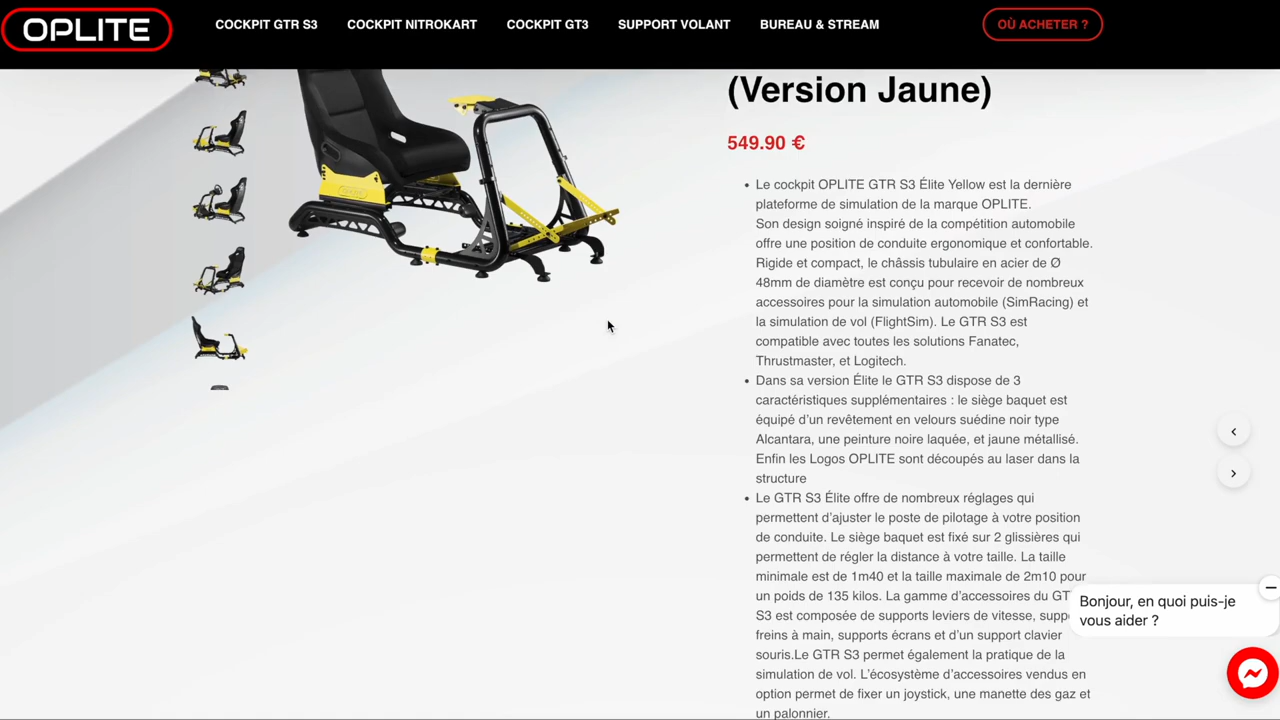 OPLITE
COCKPIT GTR S3
COCKPIT NITROKART
COCKPIT GT3
SUPPORT VOLANT
BUREAU & STREAM
OÙ ACHETER ?
(Version Jaune)
549.90 €
Le cockpit OPLITE GTR S3 Élite Yellow est la dernière
plateforme de simulation de la marque OPLITE.
Son design soigné inspiré de la compétition automobile
offre une position de conduite ergonomique et confortable.
Rigide et compact, le châssis tubulaire en acier de Ø
48mm de diamètre est conçu pour recevoir de nombreux
accessoires pour la simulation automobile (SimRacing) et
la simulation de vol (FlightSim). Le GTR S3 est
compatible avec toutes les solutions Fanatec,
Thrustmaster, et Logitech.
Dans sa version Élite le GTR S3 dispose de 3
caractéristiques supplémentaires : le siège baquet est
équipé d'un revêtement en velours suédine noir type
Alcantara, une peinture noire laquée, et jaune métallisé.
Enfin les Logos OPLITE sont découpés au laser dans la
structure
Le GTR S3 Élite offre de nombreux réglages qui
permettent d'ajuster le poste de pilotage à votre position
de conduite. Le siège baquet est fixé sur 2 glissières qui
permettent de régler la distance à votre taille. La taille
minimale est de 1m40 et la taille maximale de 2m10 pour
un poids de 135 kilos. La gamme d'accessoires du GT
S3 est composée de supports leviers de vitesse, supp
freins à main, supports écrans et d'un support clavier
souris.Le GTR S3 permet également la pratique de la
simulation de vol. L'écosystème d'accessoires vendus en
option permet de fixer un joystick, une manette des gaz et
un palonnier.
Bonjour, en quoi puis-je
vous aider ?